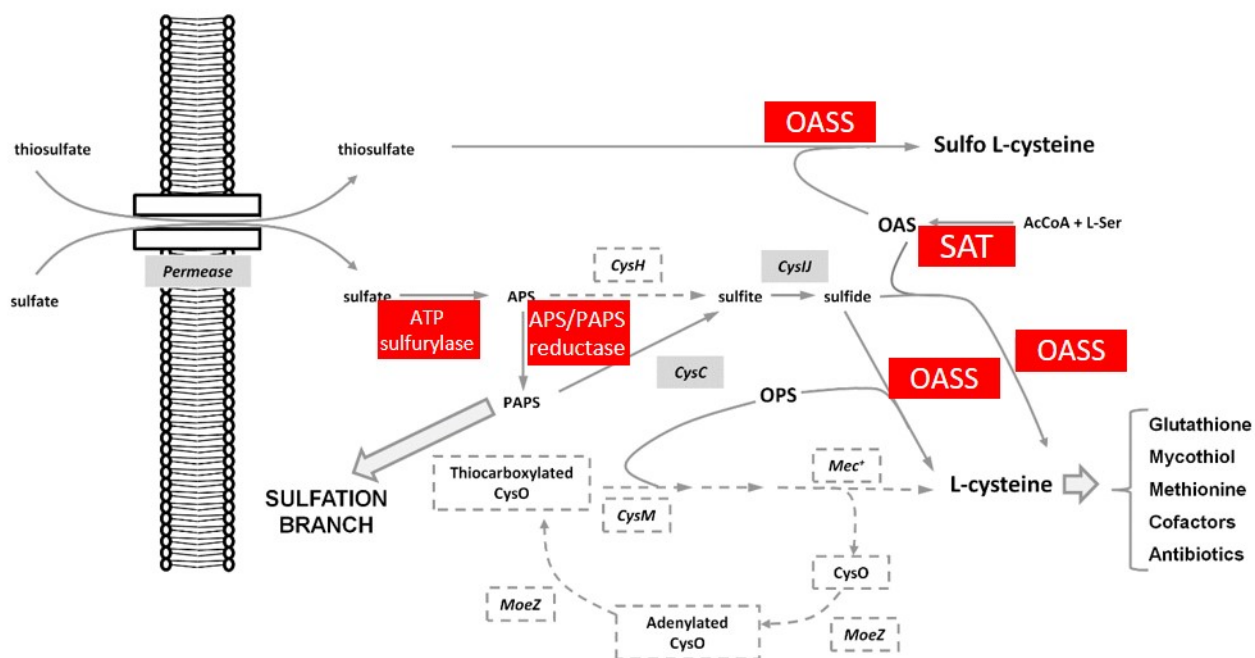 OASS
thiosulfate
thiosulfate
Sulfo L-cysteine
OAS
AcCoA + L-Ser
SAT
Permease
CysH
CysIJ
sulfate
sulfate
APS
sulfite
sulfide
ATP
sulfurylase
APS/PAPS
reductase
OASS
CysC
OASS
PAPS
OPS
Glutathione
Mycothiol
Methionine
Cofactors
Antibiotics
Thiocarboxylated
CysO
Mec⁺
L-cysteine
SULFATION
BRANCH
CysM
CysO
MoeZ
Adenylated
CysO
MoeZ